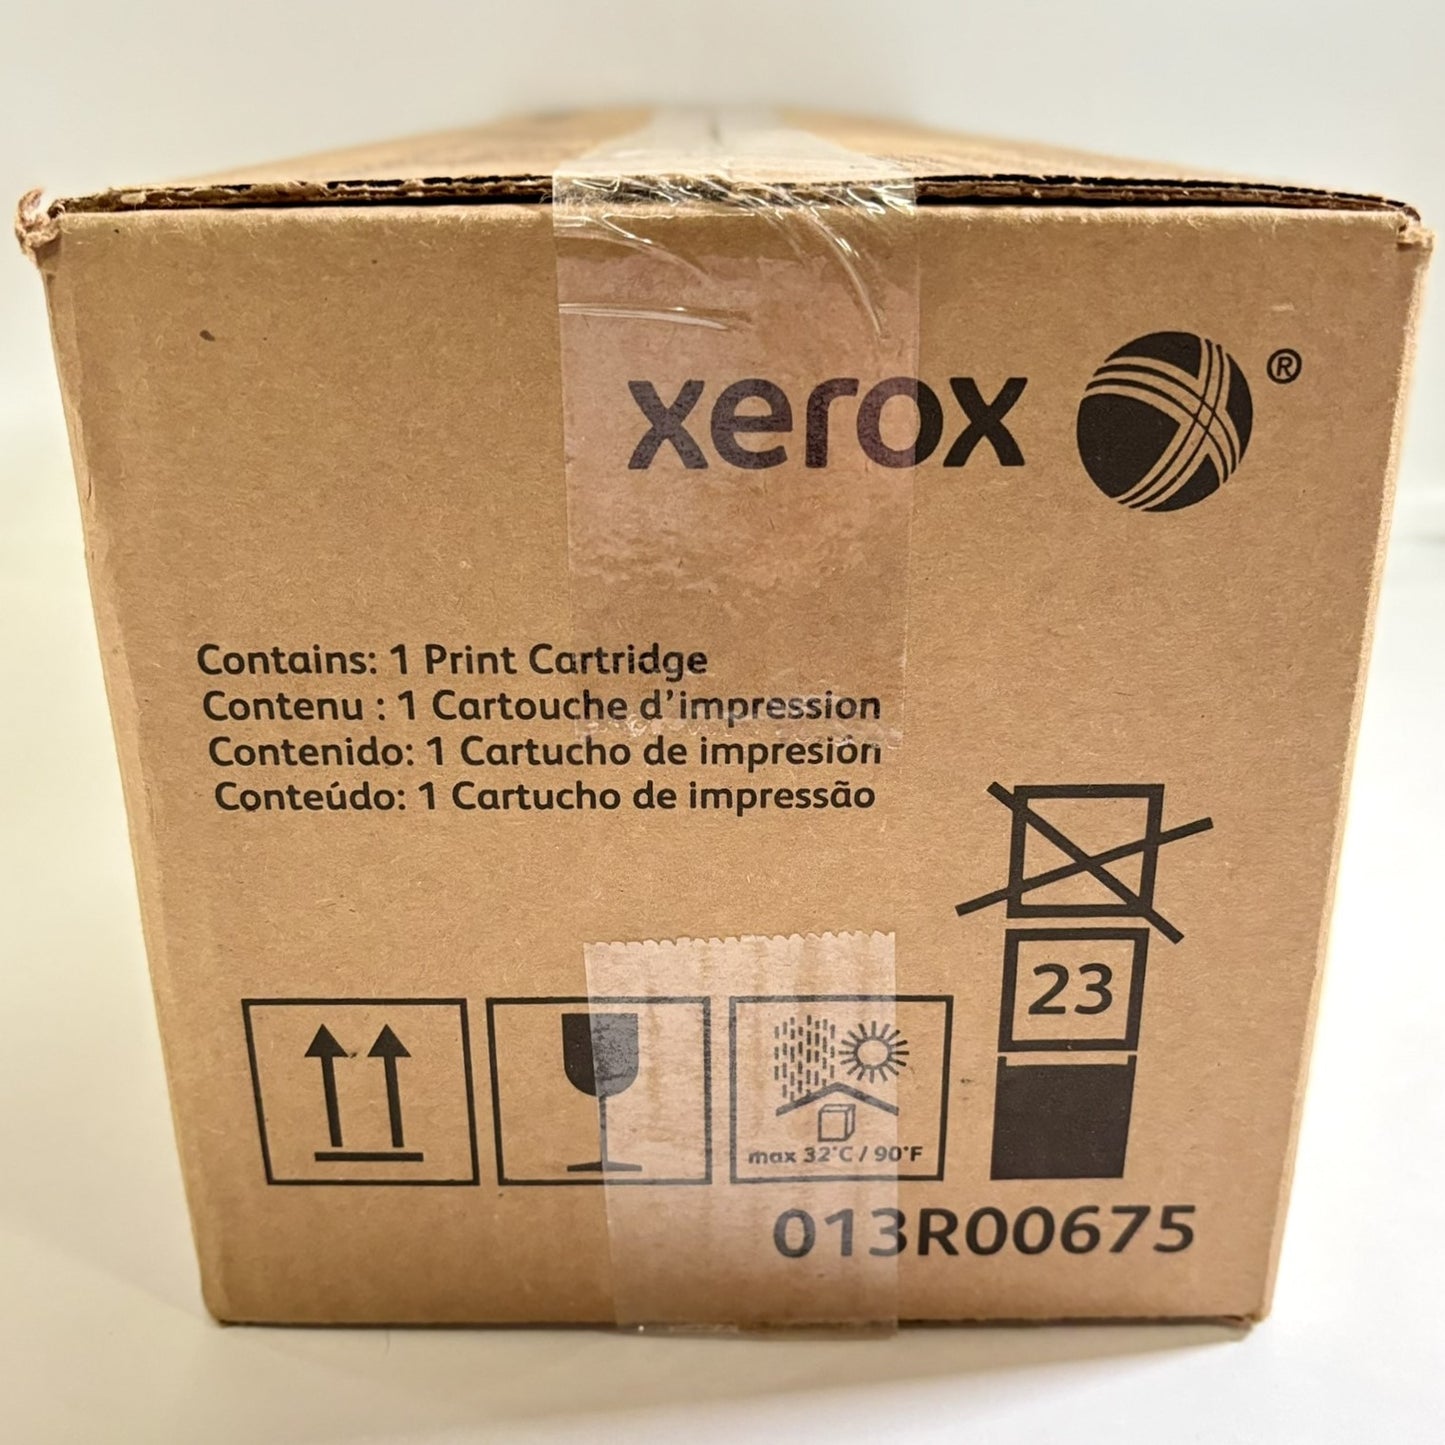 xerox ®
Contains: 1 Print Cartridge
Contenu : 1 Cartouche d'impression
Contenido: 1 Cartucho de impresión
Conteúdo: 1 Cartucho de impressão
23
max 32°C / 90°F
013R00675